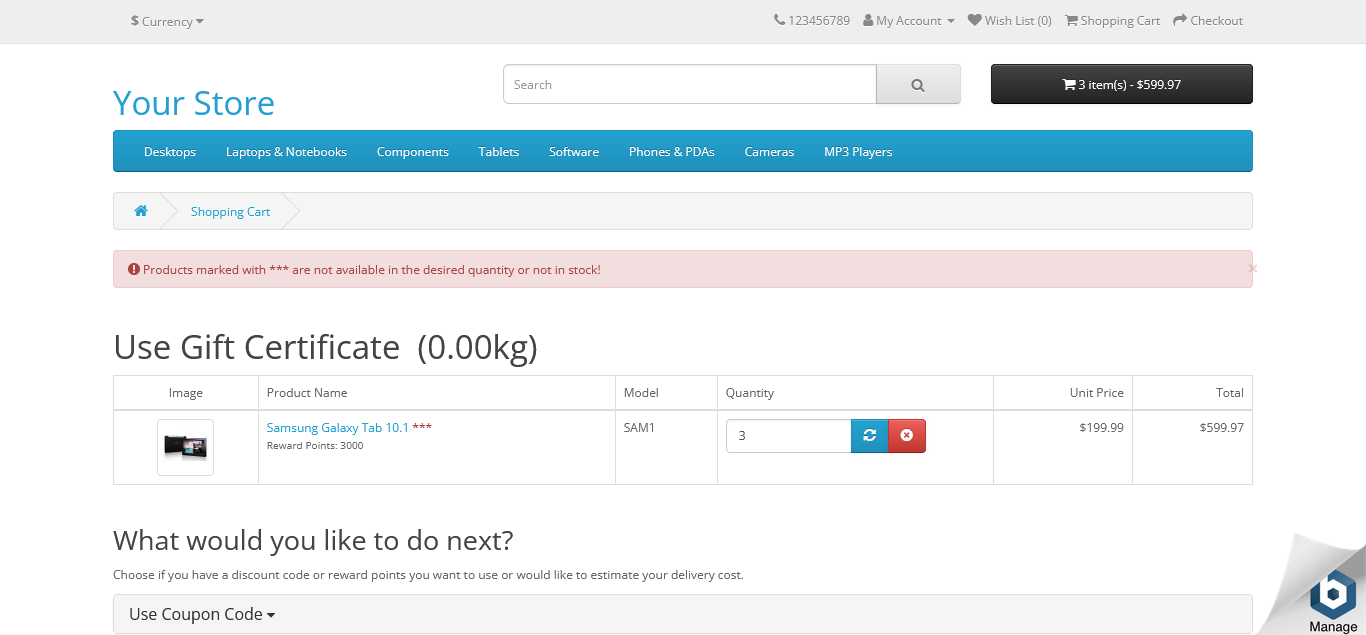 $ Currency
123456789 My Account Wish List (0) Shopping Cart Checkout
Your Store
Search
3 item(s) - $599.97
Desktops Laptops & Notebooks Components Tablets Software Phones & PDAs Cameras MP3 Players
Shopping Cart
Products marked with *** are not available in the desired quantity or not in stock!
×
Use Gift Certificate  (0.00kg)
Image Product Name Model Quantity Unit Price Total
Samsung Galaxy Tab 10.1 *** SAM1 3 $199.99 $599.97
Reward Points: 3000
What would you like to do next?
Choose if you have a discount code or reward points you want to use or would like to estimate your delivery cost.
Use Coupon Code
Manage